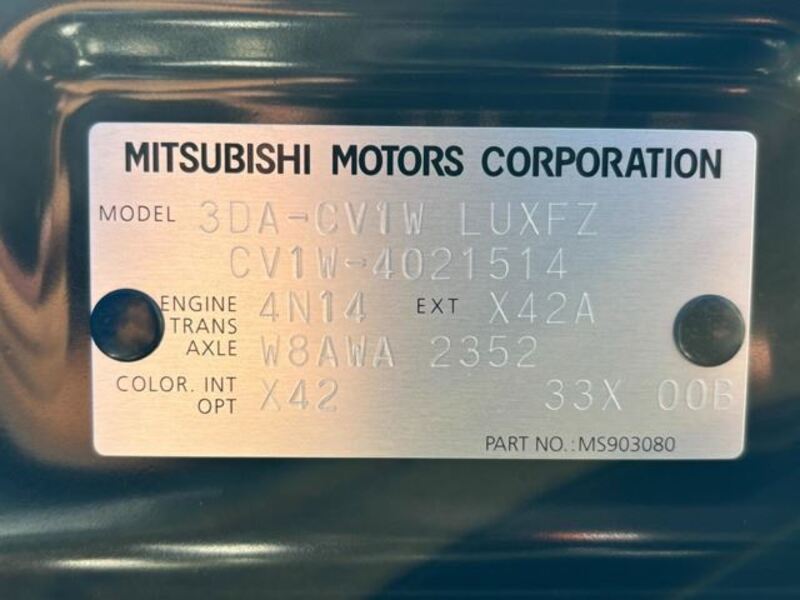 MITSUBISHI MOTORS CORPORATION
MODEL 3DA-CV1W LUXFZ
CV1W-4021514
ENGINE 4N14 EXT X42A
TRANS
AXLE W8AWA 2352
COLOR. INT X42 33X 00B
OPT
PART NO.: MS903080